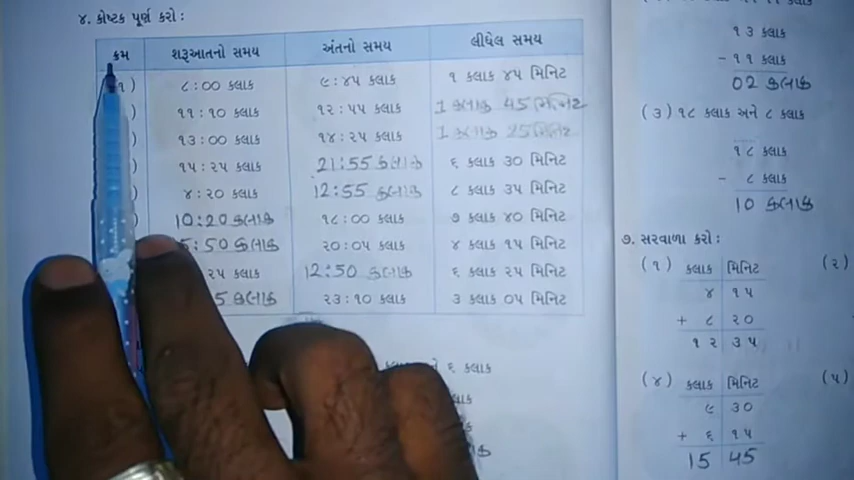 ૪. કોષ્ટક પૂર્ણ કરો :
ક્રમ શરૂઆતનો સમય અંતનો સમય લીધેલ સમય
૧) ૮:૦૦ કલાક ૯:૪૫ કલાક ૧ કલાક ૪૫ મિનિટ
) ૧૧:૧૦ કલાક ૧૨:૫૫ કલાક 1 કલાક 45 મિનિટ
) ૧૩:૦૦ કલાક ૧૪:૨૫ કલાક 1 કલાક 25 મિનિટ
) ૧૫:૨૫ કલાક 21:55 કલાક ૬ કલાક ૩૦ મિનિટ
) ૪:૨૦ કલાક 12:55 કલાક ૮ કલાક ૩૫ મિનિટ
) 10:20 કલાક ૧૮:૦૦ કલાક ૭ કલાક ૪૦ મિનિટ
5:50 કલાક ૨૦:૦૫ કલાક ૪ કલાક ૧૫ મિનિટ
૨૫ કલાક 12:50 કલાક ૬ કલાક ૨૫ મિનિટ
5 કલાક ૨૩:૧૦ કલાક ૩ કલાક ૦૫ મિનિટ
૬ કલાક
૧૩ કલાક
- ૧૧ કલાક
02 કલાક
(૩) ૧૮ કલાક અને ૮ કલાક
૧૮ કલાક
- ૮ કલાક
10 કલાક
૭. સરવાળા કરો :
(૧) કલાક મિનિટ (૨)
૪ ૧૫
+ ૮ ૨૦
૧૨ ૩૫
(૪) કલાક મિનિટ (૫)
૯ ૩૦
+ ૬ ૧૫
15 45